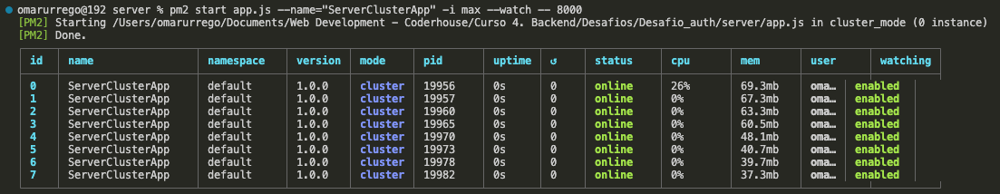 omarurrego@192 server % pm2 start app.js --name="ServerClusterApp" -i max --watch -- 8000
[PM2] Starting /Users/omarurrego/Documents/Web Development - Coderhouse/Curso 4. Backend/Desafios/Desafio_auth/server/app.js in cluster_mode (0 instance)
[PM2] Done.
id name namespace version mode pid uptime ↺ status cpu mem user watching
0 ServerClusterApp default 1.0.0 cluster 19956 0s 0 online 26% 69.3mb oma… enabled
1 ServerClusterApp default 1.0.0 cluster 19957 0s 0 online 0% 67.3mb oma… enabled
2 ServerClusterApp default 1.0.0 cluster 19960 0s 0 online 0% 63.3mb oma… enabled
3 ServerClusterApp default 1.0.0 cluster 19965 0s 0 online 0% 60.5mb oma… enabled
4 ServerClusterApp default 1.0.0 cluster 19970 0s 0 online 0% 48.1mb oma… enabled
5 ServerClusterApp default 1.0.0 cluster 19973 0s 0 online 0% 40.7mb oma… enabled
6 ServerClusterApp default 1.0.0 cluster 19978 0s 0 online 0% 39.7mb oma… enabled
7 ServerClusterApp default 1.0.0 cluster 19982 0s 0 online 0% 37.3mb oma… enabled